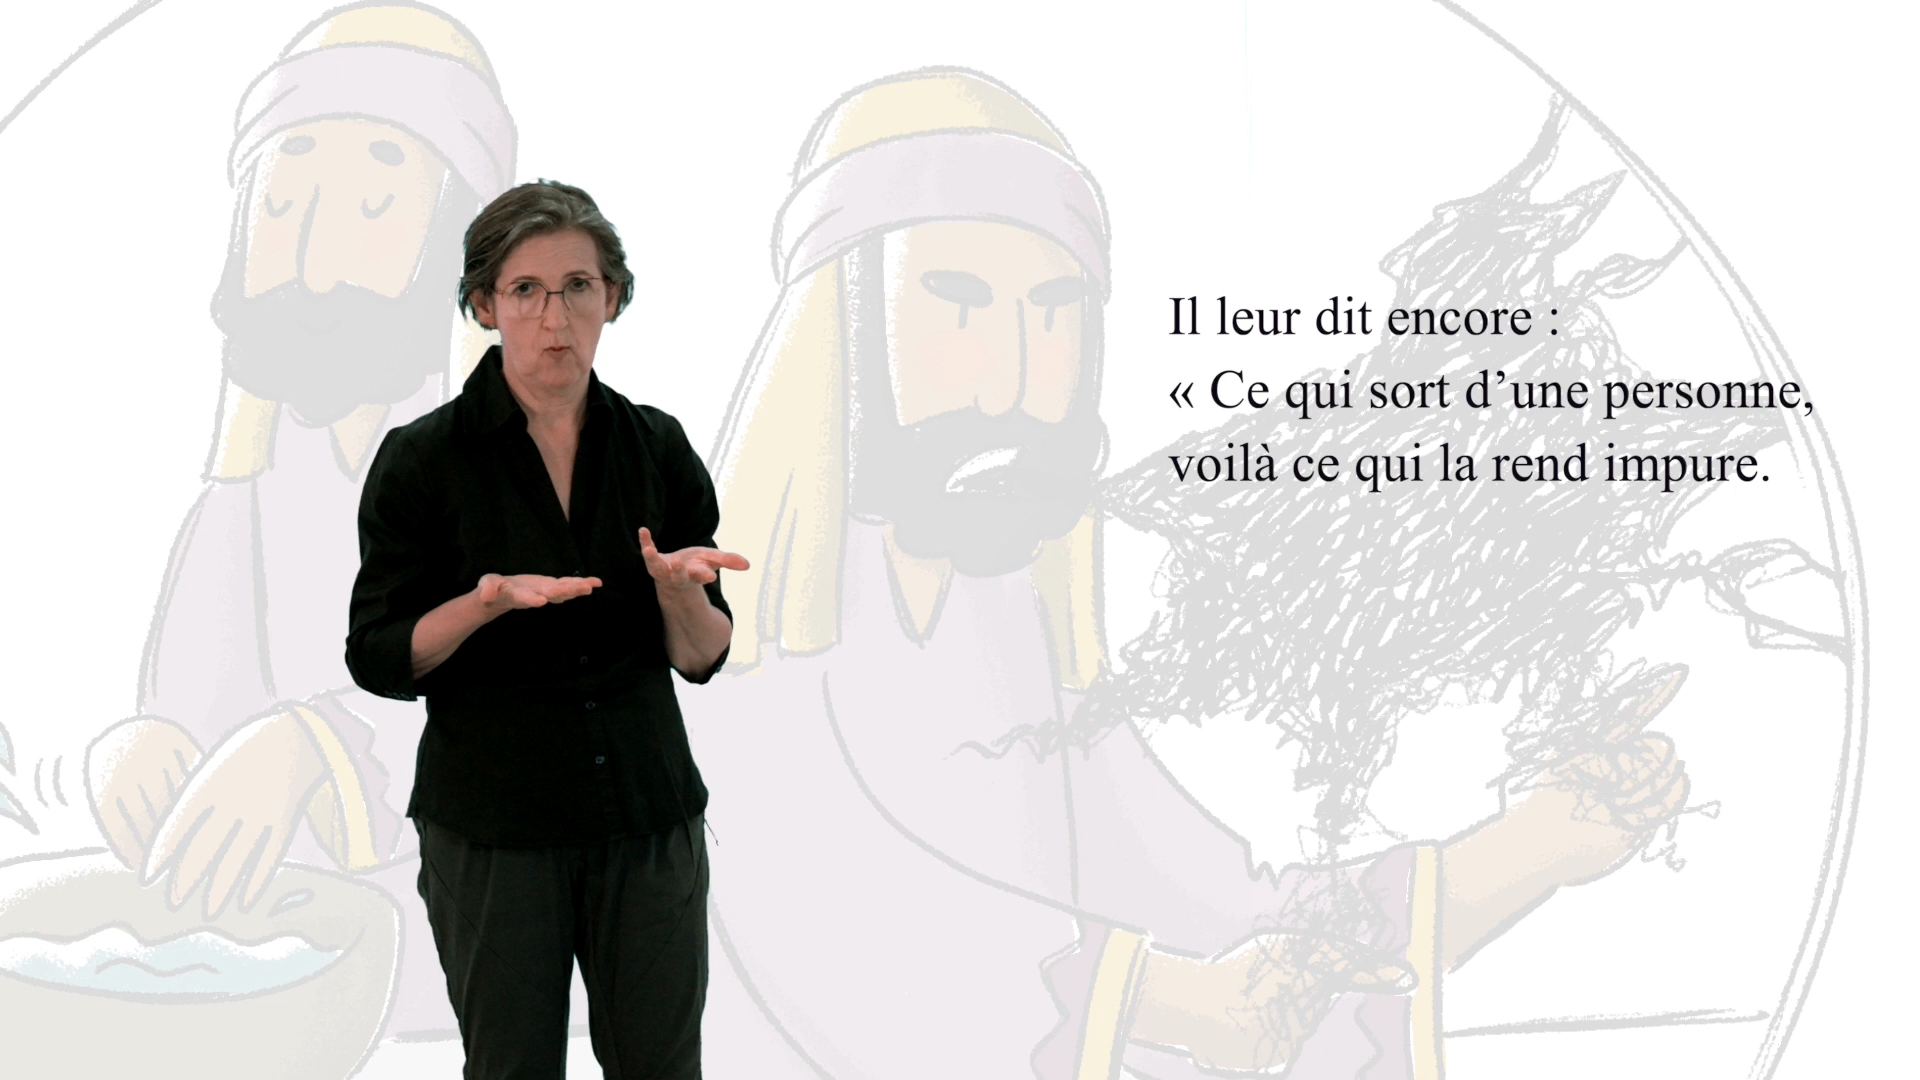 Il leur dit encore :
« Ce qui sort d’une personne,
voilà ce qui la rend impure.